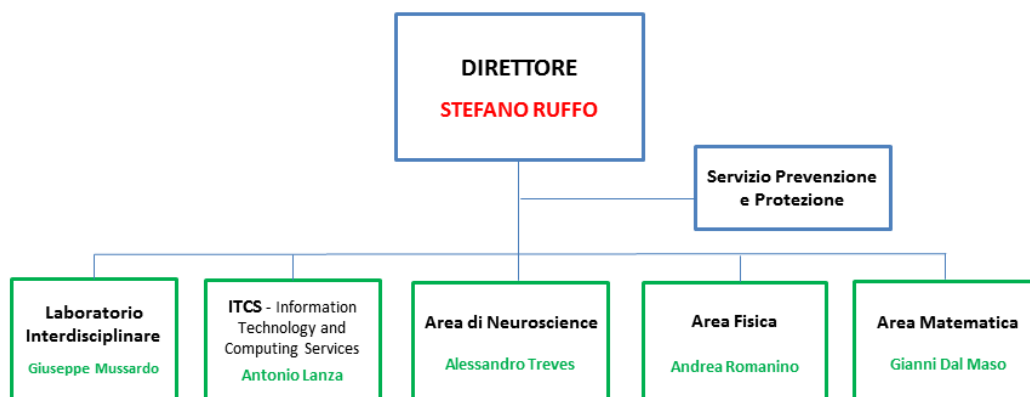 DIRETTORE
STEFANO RUFFO
Servizio Prevenzione
e Protezione
Laboratorio
Interdisciplinare
Giuseppe Mussardo
ITCS - Information
Technology and
Computing Services
Antonio Lanza
Area di Neuroscience
Alessandro Treves
Area Fisica
Andrea Romanino
Area Matematica
Gianni Dal Maso